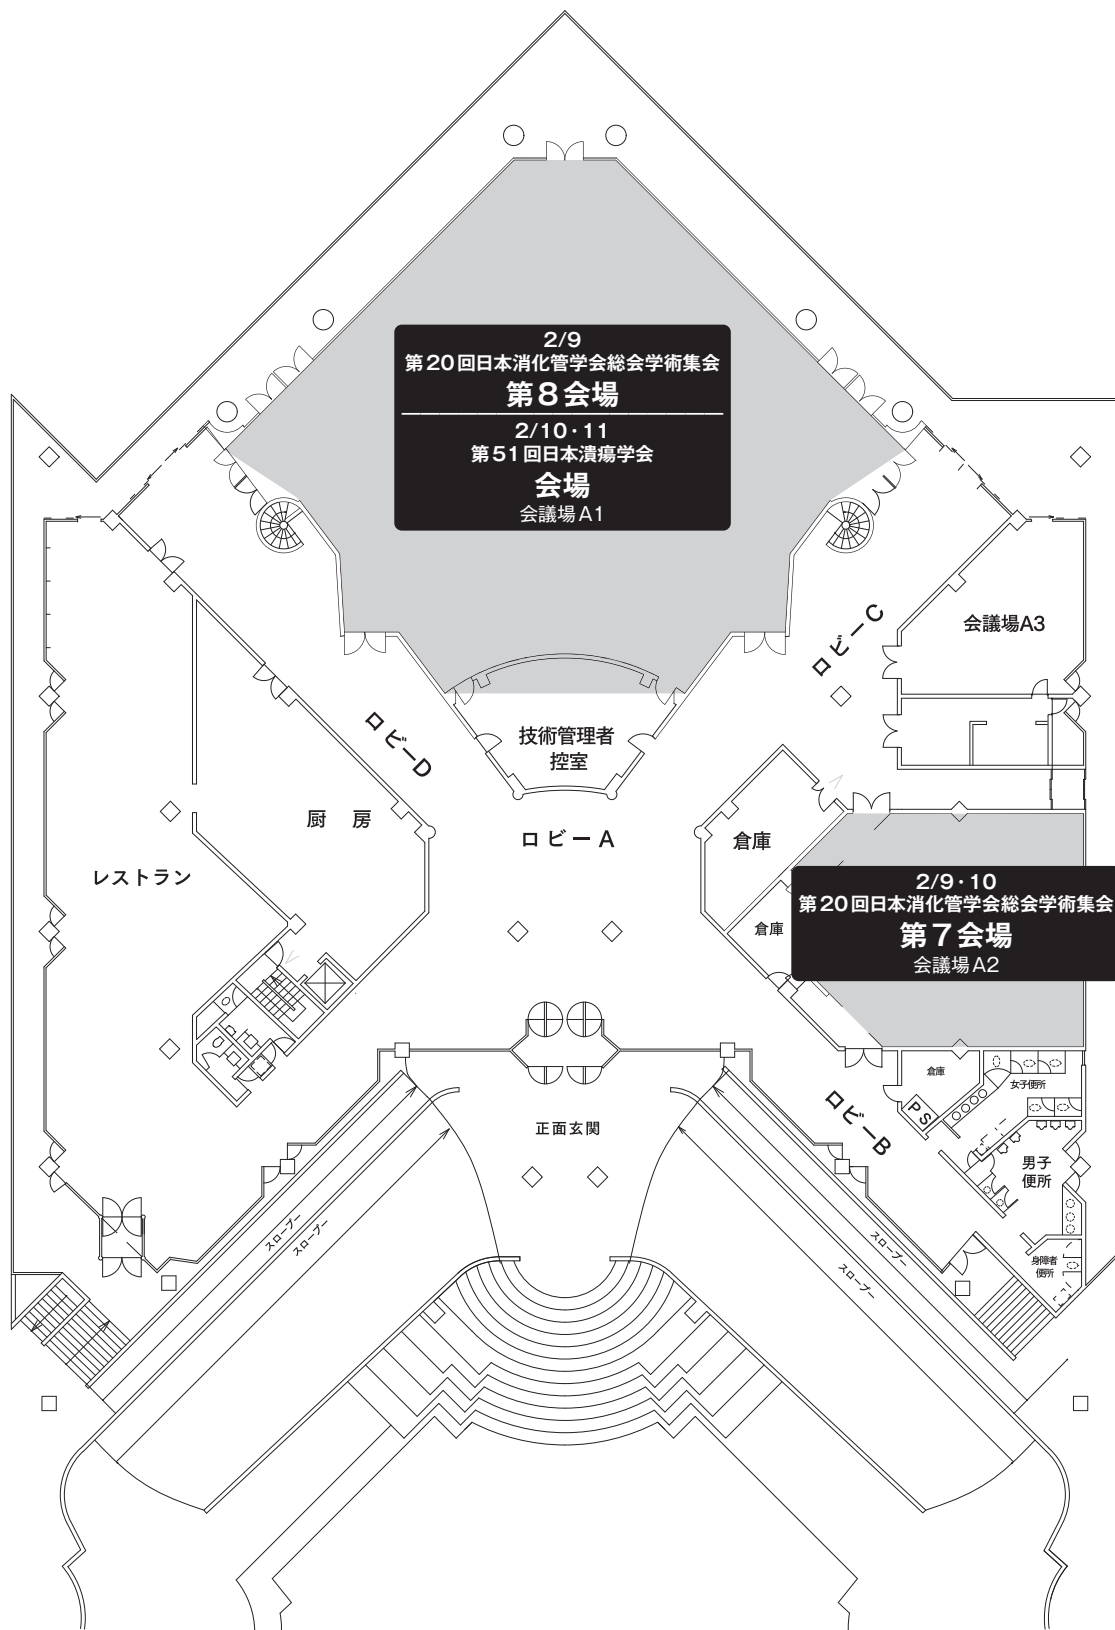 2/9
第20回日本消化管学会総会学術集会
第8会場
2/10・11
第51回日本潰瘍学会
会場
会議場A1
会議場A3
ロビーC
技術管理者
控室
ロビーD
厨 房
ロビーA
倉庫
レストラン
2/9・10
第20回日本消化管学会総会学術集会
第7会場
会議場A2
倉庫
倉庫
女子便所
PS
正面玄関
ロビーB
男子
便所
スロープー
スロープー
スロープー
スロープー
身障者
便所